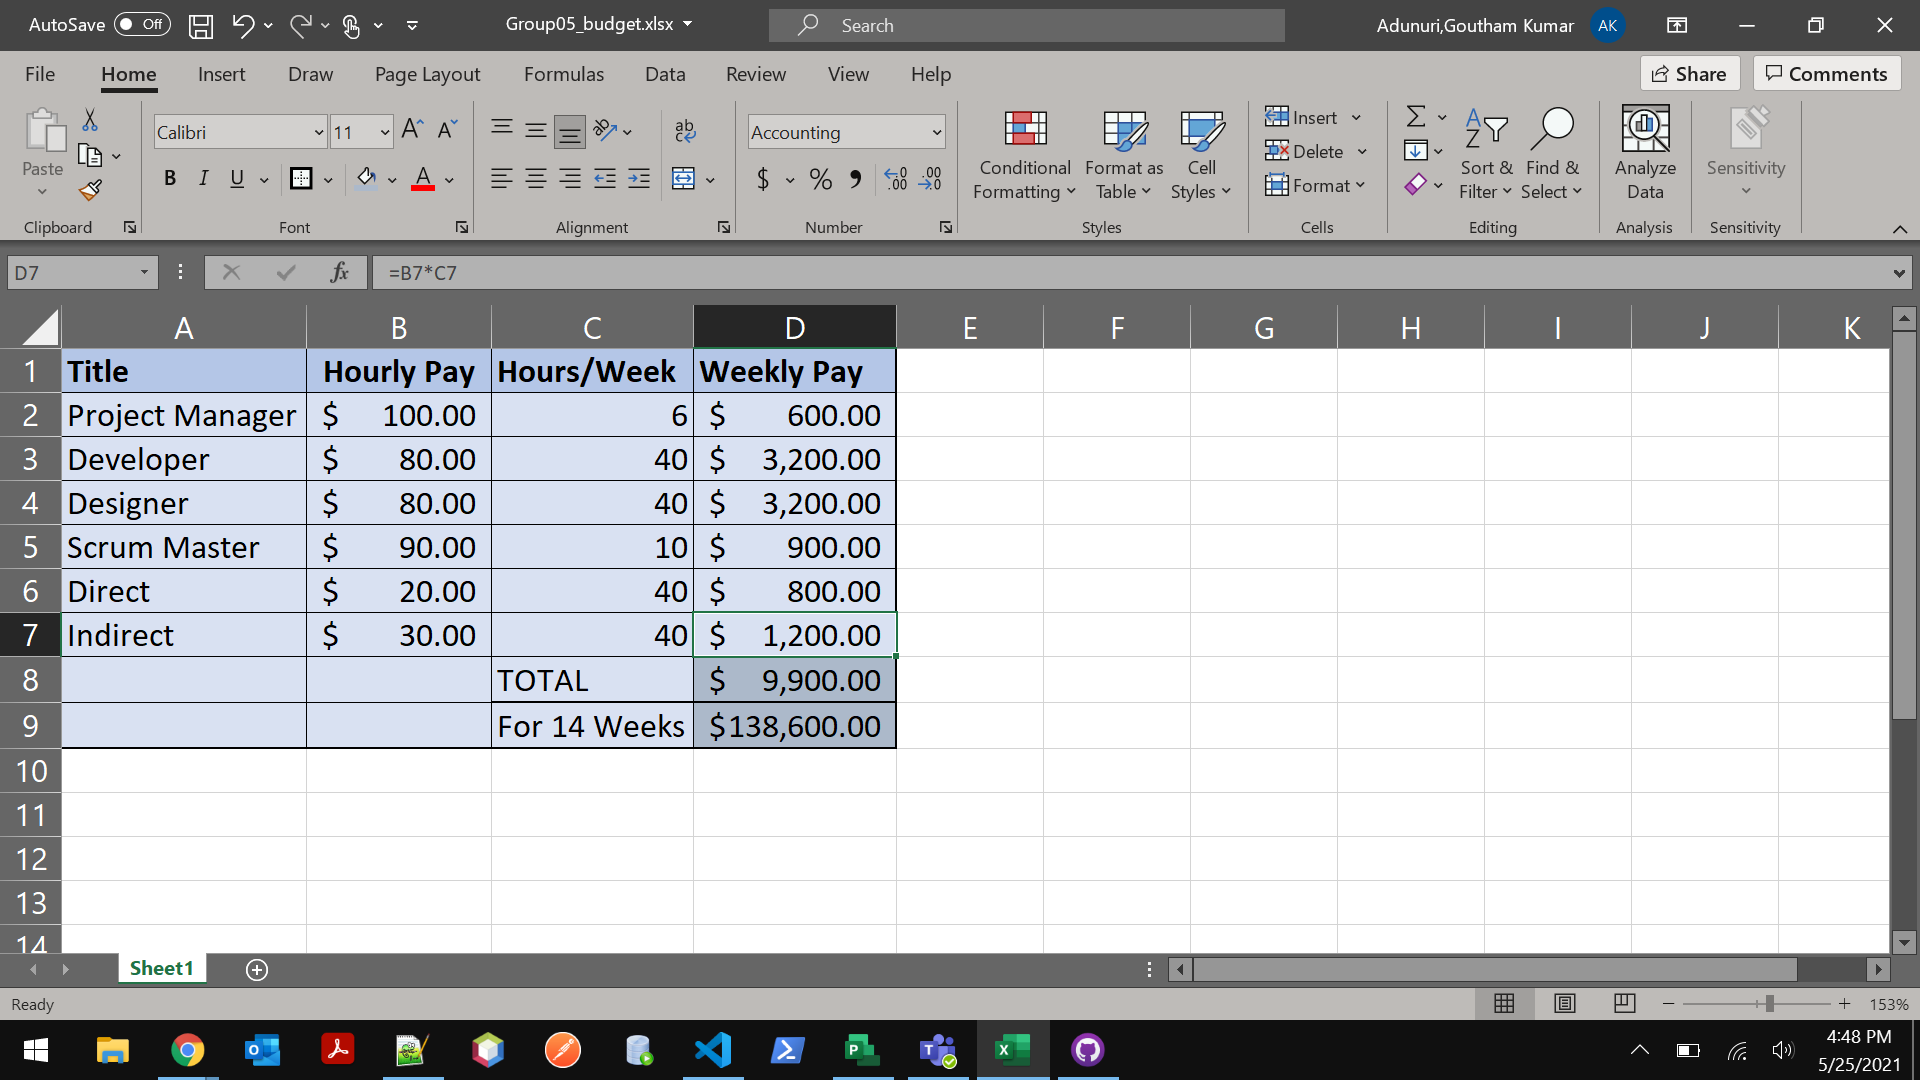 AutoSave Off Group05_budget.xlsx Search Adunuri,Goutham Kumar AK
File Home Insert Draw Page Layout Formulas Data Review View Help Share Comments
Paste
Calibri 11
B I U A
ab
Accounting
$ % 9
Conditional Formatting
Format as Table
Cell Styles
Insert
Delete
Format
Sort & Filter
Find & Select
Analyze Data
Sensitivity
Clipboard Font Alignment Number Styles Cells Editing Analysis Sensitivity
D7 fx =B7*C7
A B C D E F G H I J K
1 Title Hourly Pay Hours/Week Weekly Pay
2 Project Manager $ 100.00 6 $ 600.00
3 Developer $ 80.00 40 $ 3,200.00
4 Designer $ 80.00 40 $ 3,200.00
5 Scrum Master $ 90.00 10 $ 900.00
6 Direct $ 20.00 40 $ 800.00
7 Indirect $ 30.00 40 $ 1,200.00
8 TOTAL $ 9,900.00
9 For 14 Weeks $138,600.00
10
11
12
13
14
Sheet1
Ready 153%
4:48 PM
5/25/2021